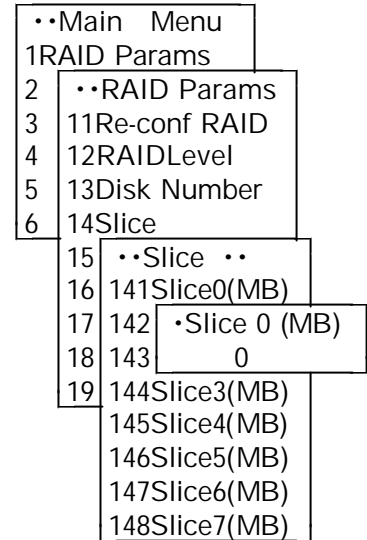 ··Main Menu
1RAID Params
2
3
4
5
6
··RAID Params
11Re-conf RAID
12RAIDLevel
13Disk Number
14Slice
15
16
17
18
19
··Slice ··
141Slice0(MB)
142
143
144Slice3(MB)
145Slice4(MB)
146Slice5(MB)
147Slice6(MB)
148Slice7(MB)
·Slice 0 (MB)
0